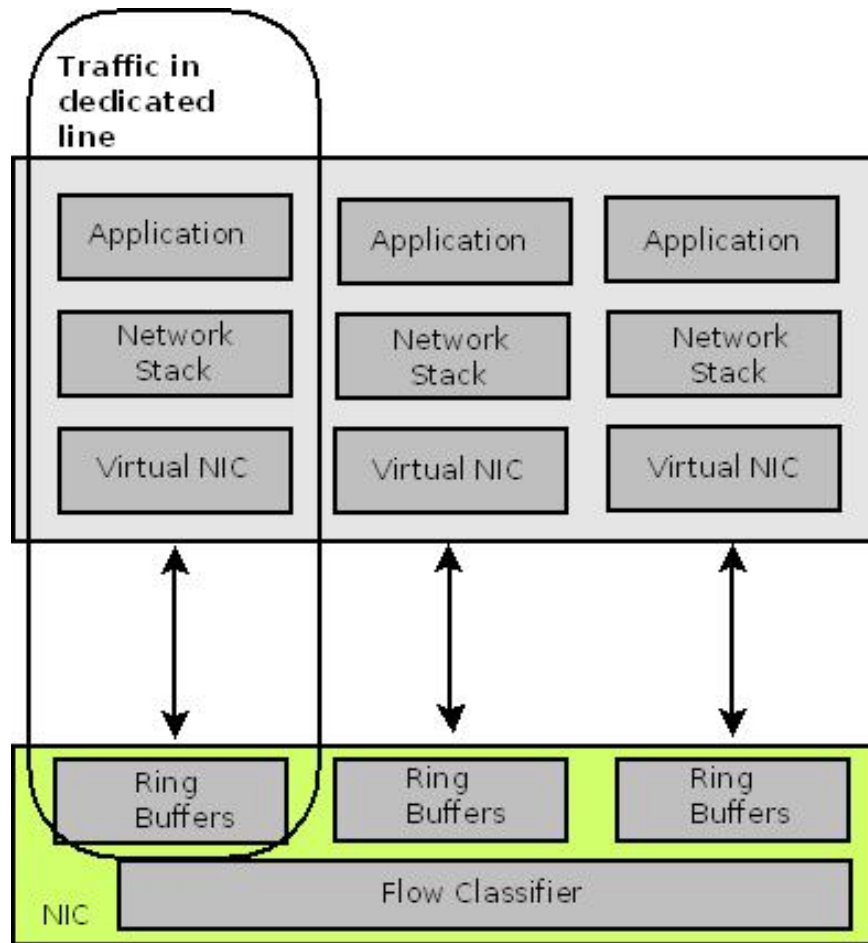 Traffic in
dedicated
line
Application
Application
Application
Network
Stack
Network
Stack
Network
Stack
Virtual NIC
Virtual NIC
Virtual NIC
Ring
Buffers
Ring
Buffers
Ring
Buffers
Flow Classifier
NIC